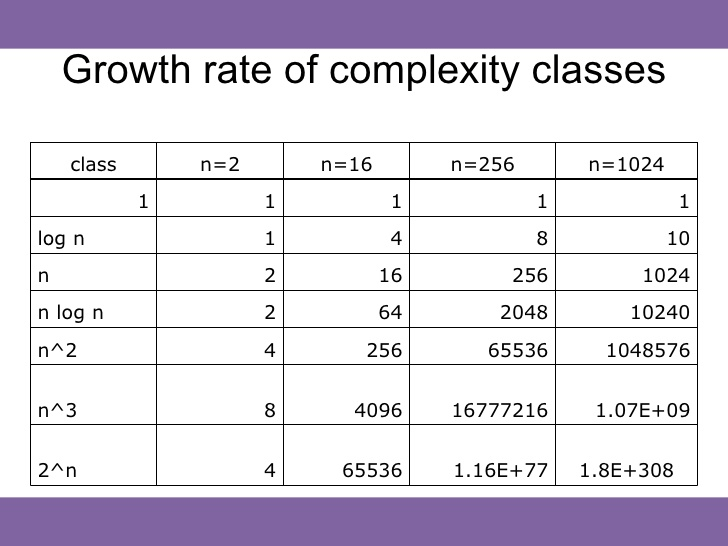 Growth rate of complexity classes
class n=2 n=16 n=256 n=1024
1 1 1 1 1
log n 1 4 8 10
n 2 16 256 1024
n log n 2 64 2048 10240
n^2 4 256 65536 1048576
n^3 8 4096 16777216 1.07E+09
2^n 4 65536 1.16E+77 1.8E+308